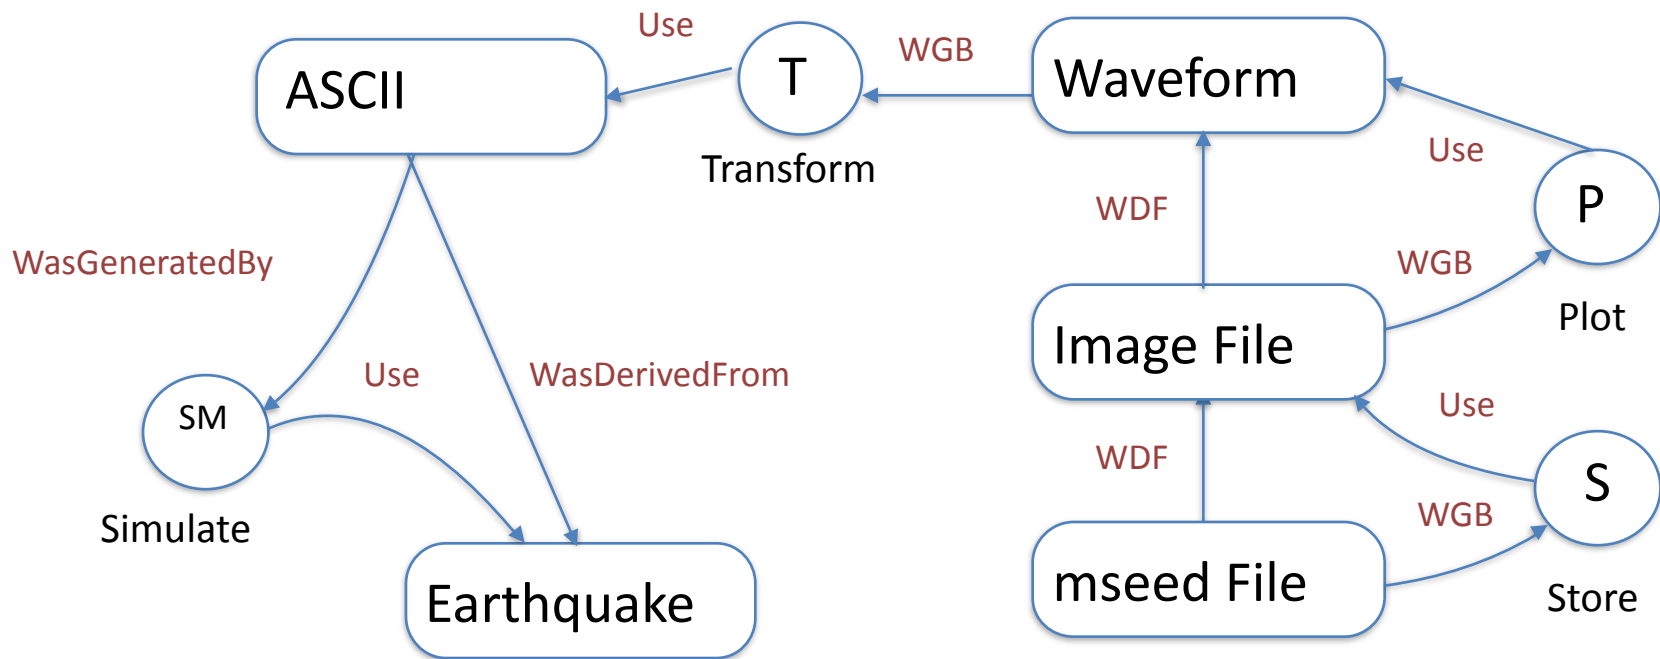 Use
WGB
ASCII
T
Waveform
Transform
Use
WDF
P
WasGeneratedBy
WGB
Plot
Image File
Use
WasDerivedFrom
SM
Use
WDF
S
Simulate
WGB
Earthquake
mseed File
Store